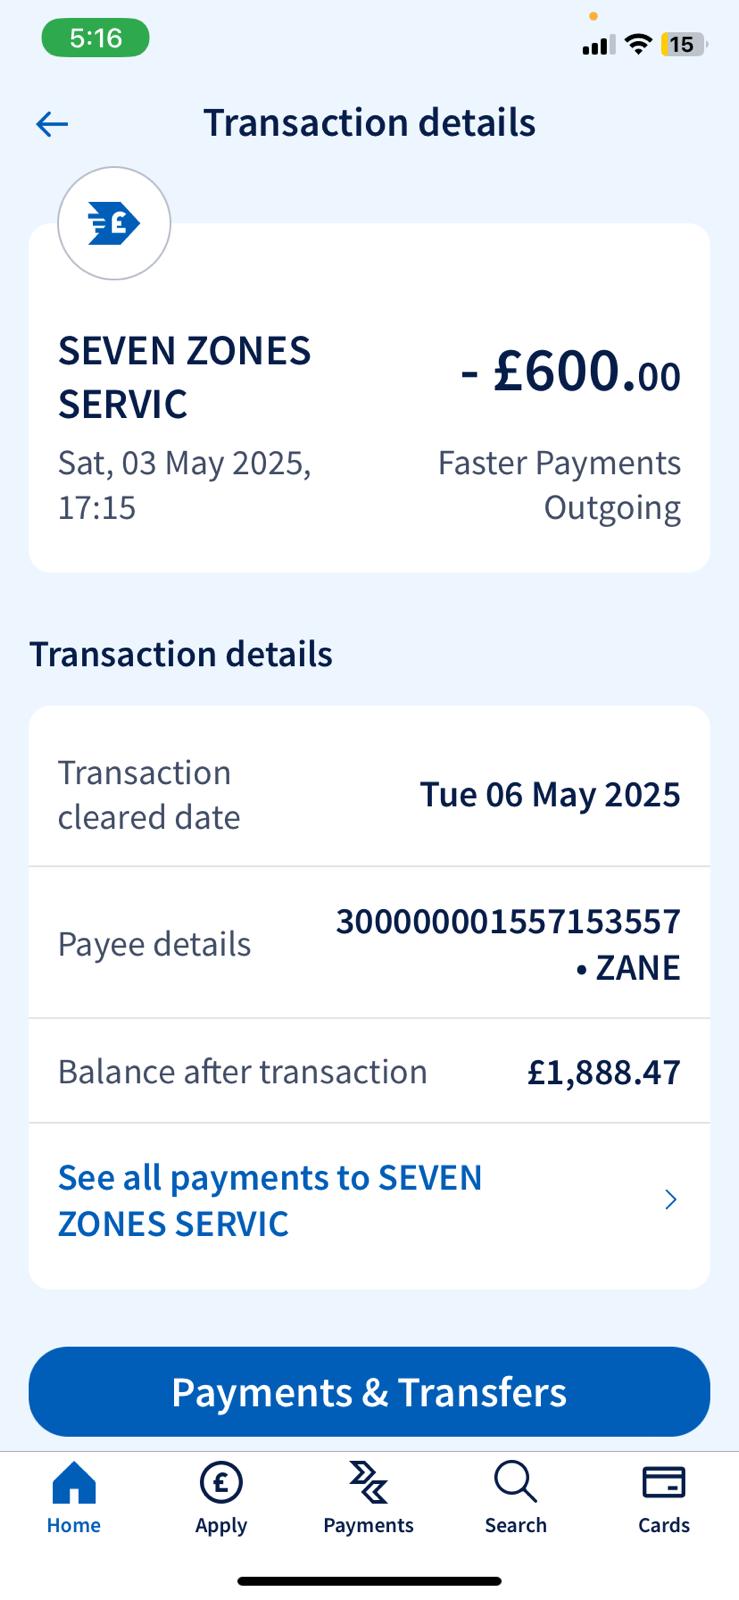 5:16
15
Transaction details
£
SEVEN ZONES
SERVIC
- £600.00
Sat, 03 May 2025,
17:15
Faster Payments
Outgoing
Transaction details
Transaction
cleared date
Tue 06 May 2025
Payee details
300000001557153557
• ZANE
Balance after transaction
£1,888.47
See all payments to SEVEN
ZONES SERVIC
Payments & Transfers
£
Home
Apply
Payments
Search
Cards